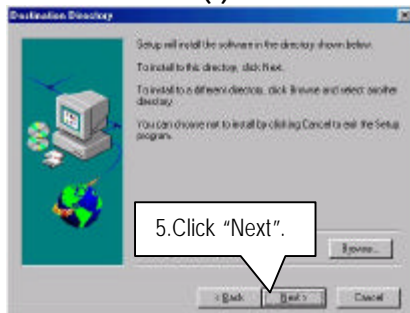 Destination Directory
Setup will install the software in the directory shown below.
To install to this directory, click Next.
To install to a different directory, click Browse and select another
directory.
You can choose not to install by clicking Cancel to exit the Setup
program.
5.Click “Next”.
Browse...
< Back
Next >
Cancel